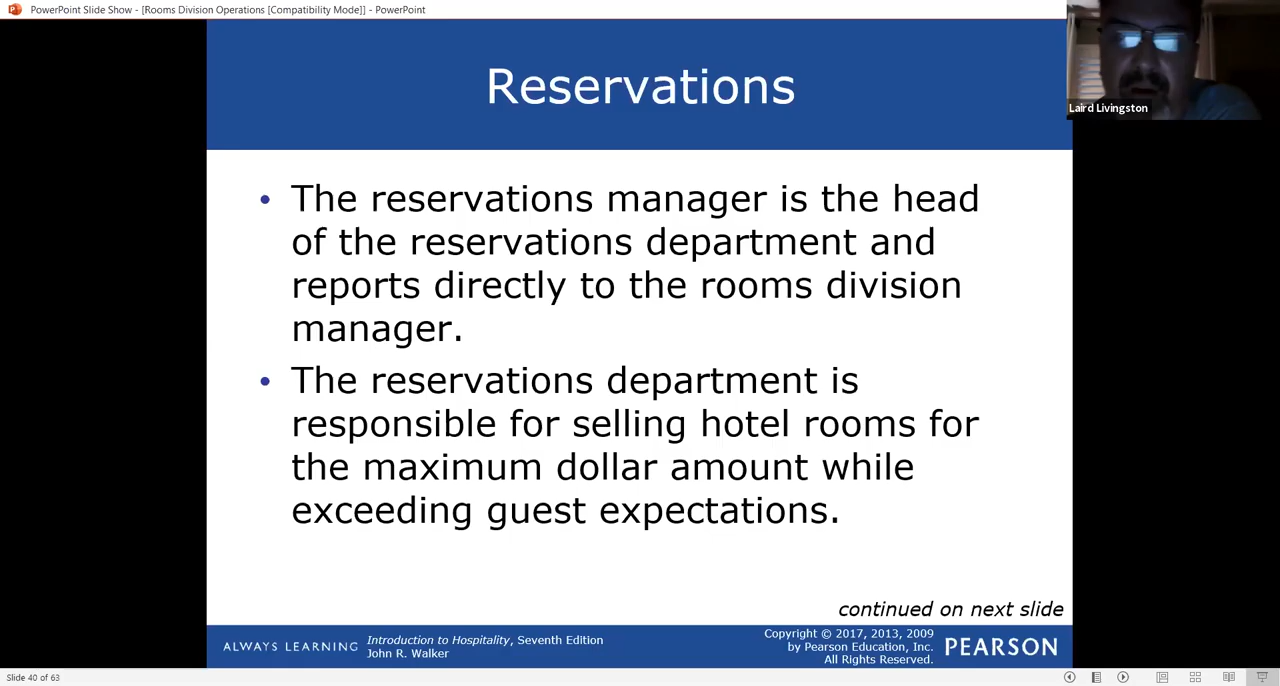 PowerPoint Slide Show - [Rooms Division Operations [Compatibility Mode]] - PowerPoint
Laird Livingston
Reservations
• The reservations manager is the head
of the reservations department and
reports directly to the rooms division
manager.
• The reservations department is
responsible for selling hotel rooms for
the maximum dollar amount while
exceeding guest expectations.
continued on next slide
ALWAYS LEARNING
Introduction to Hospitality, Seventh Edition
John R. Walker
Copyright © 2017, 2013, 2009
by Pearson Education, Inc.
All Rights Reserved.
PEARSON
Slide 40 of 63